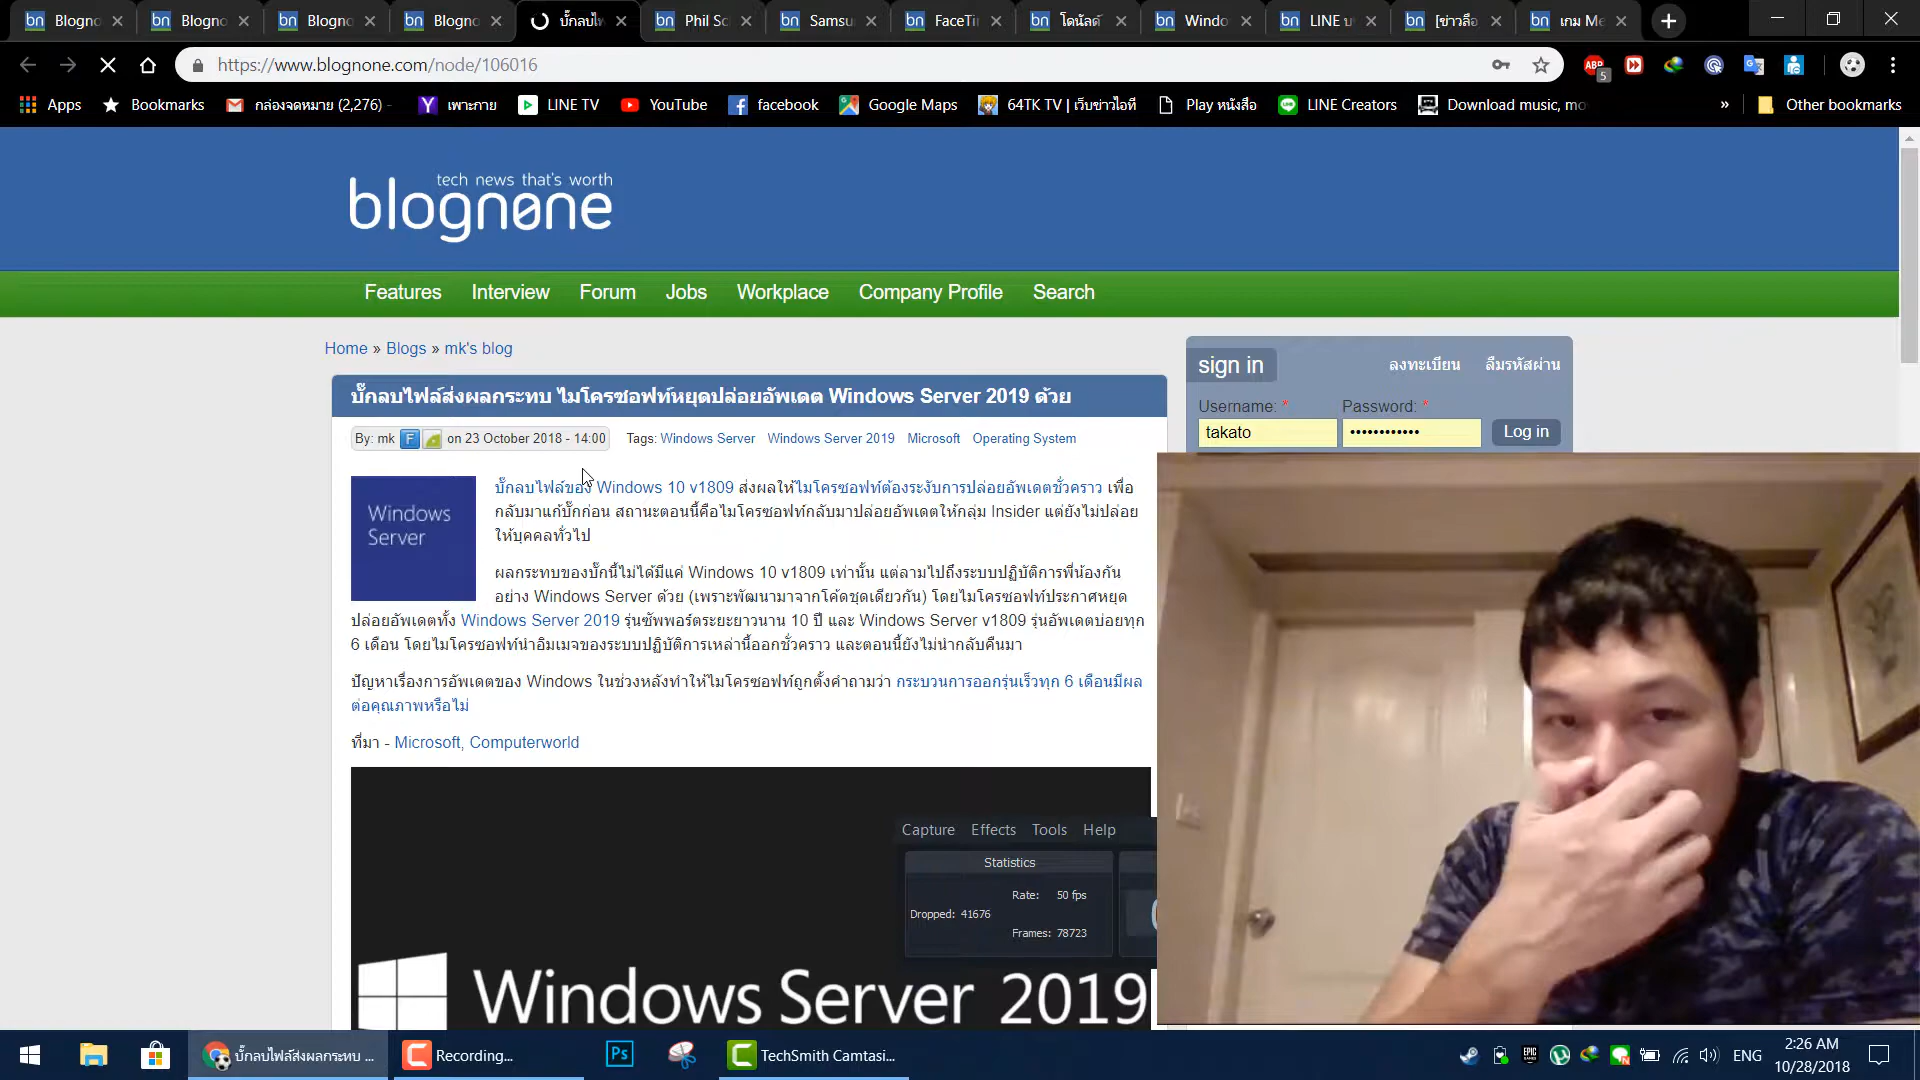 Blogno
Blogno
Blogno
Blogno
บั๊กลบไฟ
Phil Sc
Samsu
FaceTir
โดนัลด์
Windo
LINE บ
[ข่าวลือ
เกม Me
https://www.blognone.com/node/106016
Apps
Bookmarks
กล่องจดหมาย (2,276) -
เพาะกาย
LINE TV
YouTube
facebook
Google Maps
64TK TV | เว็บข่าวไอที
Play หนังสือ
LINE Creators
Download music, mo
»
Other bookmarks
tech news that's worth
blognone
Features Interview Forum Jobs Workplace Company Profile Search
Home » Blogs » mk's blog
บั๊กลบไฟล์ส่งผลกระทบ ไมโครซอฟท์หยุดปล่อยอัพเดต Windows Server 2019 ด้วย
By: mk on 23 October 2018 - 14:00 Tags: Windows Server Windows Server 2019 Microsoft Operating System
Windows
Server
บั๊กลบไฟล์ของ Windows 10 v1809 ส่งผลให้ไมโครซอฟท์ต้องระงับการปล่อยอัพเดตชั่วคราว เพื่อ
กลับมาแก้บั๊กก่อน สถานะตอนนี้คือไมโครซอฟท์กลับมาปล่อยอัพเดตให้กลุ่ม Insider แต่ยังไม่ปล่อย
ให้บุคคลทั่วไป
ผลกระทบของบั๊กนี้ไม่ได้มีแค่ Windows 10 v1809 เท่านั้น แต่ลามไปถึงระบบปฏิบัติการพี่น้องกัน
อย่าง Windows Server ด้วย (เพราะพัฒนามาจากโค้ดชุดเดียวกัน) โดยไมโครซอฟท์ประกาศหยุด
ปล่อยอัพเดตทั้ง Windows Server 2019 รุ่นซัพพอร์ตระยะยาวนาน 10 ปี และ Windows Server v1809 รุ่นอัพเดตบ่อยทุก
6 เดือน โดยไมโครซอฟท์นำอิมเมจของระบบปฏิบัติการเหล่านี้ออกชั่วคราว และตอนนี้ยังไม่นำกลับคืนมา
ปัญหาเรื่องการอัพเดตของ Windows ในช่วงหลังทำให้ไมโครซอฟท์ถูกตั้งคำถามว่า กระบวนการออกรุ่นเร็วทุก 6 เดือนมีผล
ต่อคุณภาพหรือไม่
ที่มา - Microsoft, Computerworld
sign in
ลงทะเบียน
ลืมรหัสผ่าน
Username: *
Password: *
takato
••••••••••••
Log in
Capture Effects Tools Help
Statistics
Rate: 50 fps
Dropped: 41676
Frames: 78723
Windows Server 2019
บั๊กลบไฟล์ส่งผลกระทบ ...
Recording...
Ps
TechSmith Camtasi...
ENG
2:26 AM
10/28/2018